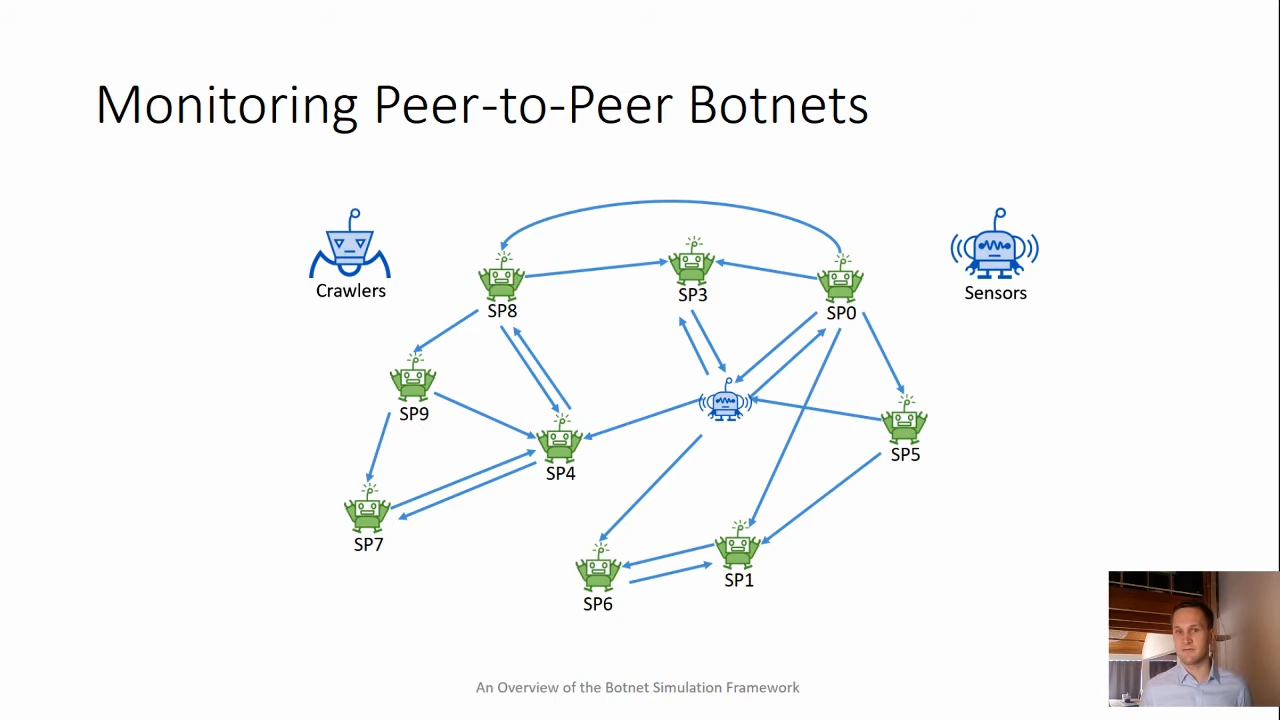 Monitoring Peer-to-Peer Botnets
Crawlers
SP8
SP3
SP0
Sensors
SP9
SP4
SP5
SP7
SP6
SP1
An Overview of the Botnet Simulation Framework